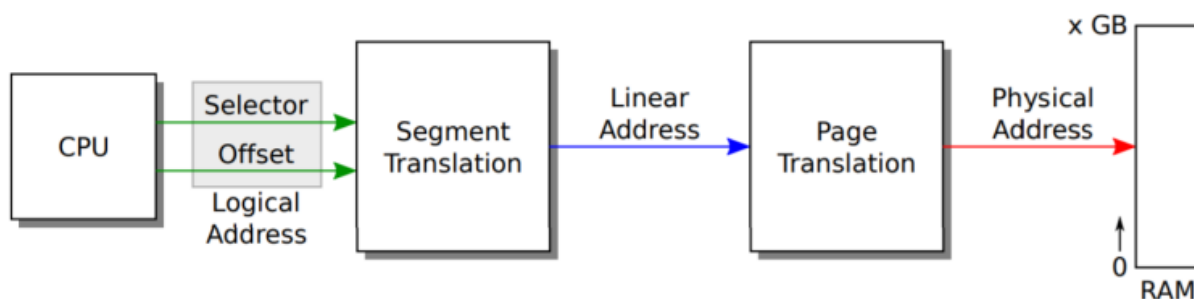 CPU
Selector
Offset
Logical
Address
Segment
Translation
Linear
Address
Page
Translation
Physical
Address
x GB
0
RAM